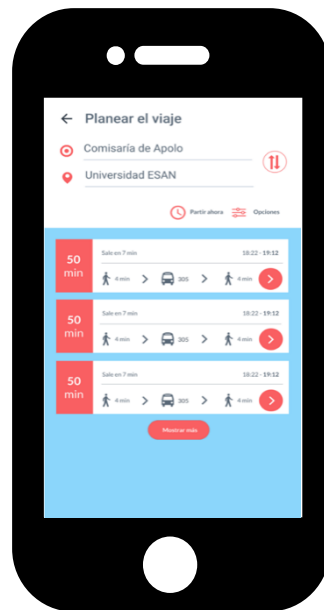 Planear el viaje
Comisaría de Apolo
Universidad ESAN
Partir ahora Opciones
50 min
Sale en 7 min 18:22 - 19:12
4 min 305 4 min
50 min
Sale en 7 min 18:22 - 19:12
4 min 305 4 min
50 min
Sale en 7 min 18:22 - 19:12
4 min 305 4 min
Mostrar más